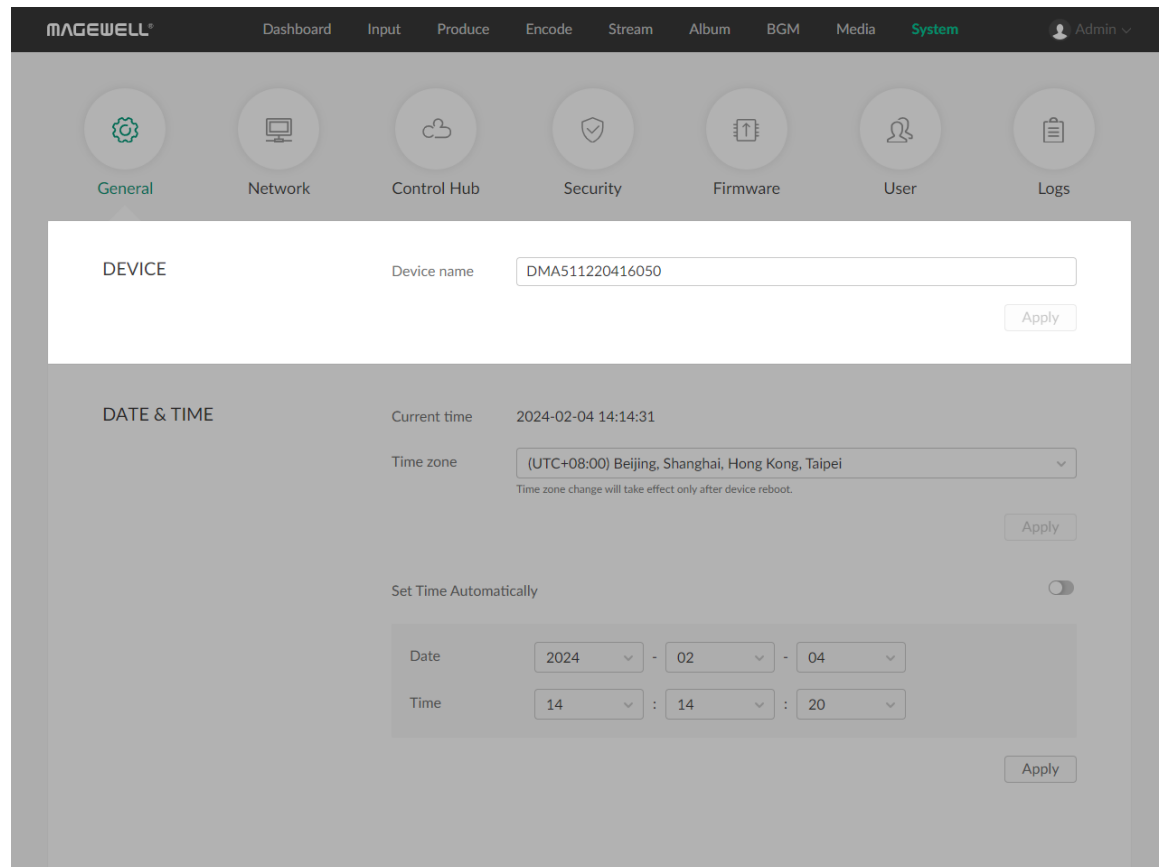 MAGEWELL®
Dashboard Input Produce Encode Stream Album BGM Media System Admin
General Network Control Hub Security Firmware User Logs
DEVICE Device name DMA511220416050
Apply
DATE & TIME Current time 2024-02-04 14:14:31
Time zone (UTC+08:00) Beijing, Shanghai, Hong Kong, Taipei
Time zone change will take effect only after device reboot.
Apply
Set Time Automatically
Date 2024 - 02 - 04
Time 14 : 14 : 20
Apply